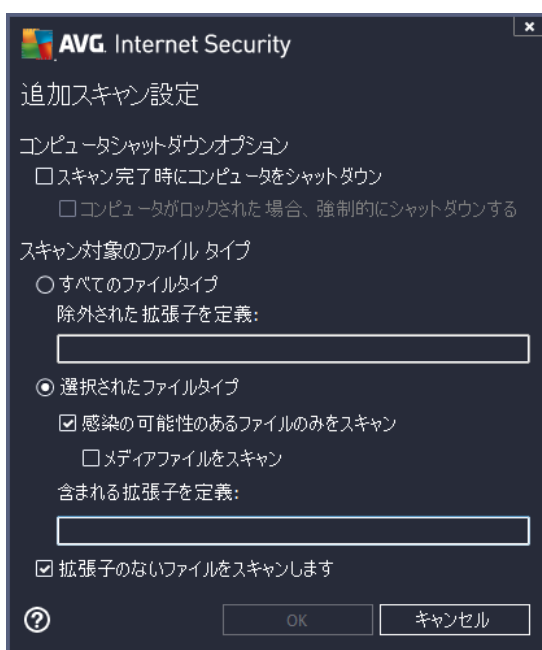 AVG. Internet Security
追加スキャン設定
コンピュータシャットダウンオプション
スキャン完了時にコンピュータをシャットダウン
コンピュータがロックされた場合、強制的にシャットダウンする
スキャン対象のファイル タイプ
すべてのファイルタイプ
除外された拡張子を定義:
選択されたファイルタイプ
感染の可能性のあるファイルのみをスキャン
メディアファイルをスキャン
含まれる拡張子を定義:
拡張子のないファイルをスキャンします
OK
キャンセル